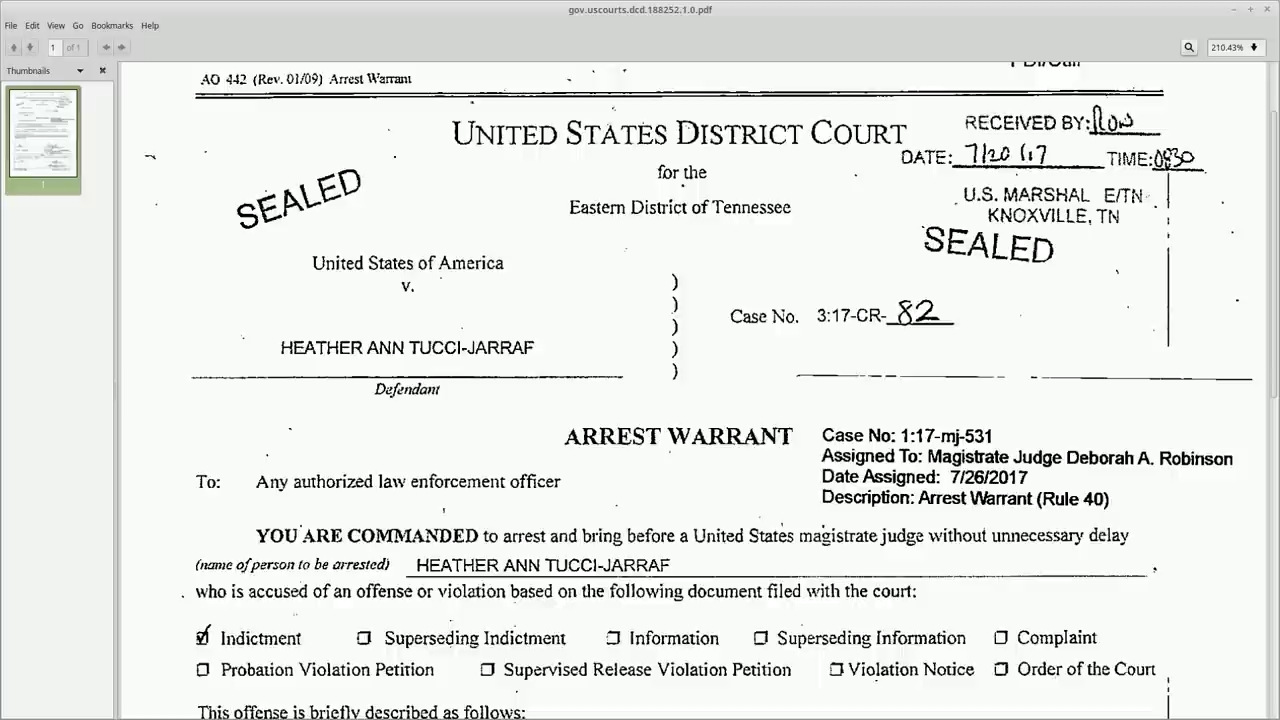 gov.uscourts.dcd.188252.1.0.pdf
File Edit View Go Bookmarks Help
1 of 1
210.43%
Thumbnails
1
AO 442 (Rev. 01/09) Arrest Warrant
UNITED STATES DISTRICT COURT
for the
Eastern District of Tennessee
RECEIVED BY:
DATE: 7/20/17 TIME: 0830
U.S. MARSHAL E/TN
KNOXVILLE, TN
SEALED
SEALED
United States of America
v.
HEATHER ANN TUCCI-JARRAF
Defendant
)
)
)
)
)
Case No. 3:17-CR-82
ARREST WARRANT
Case No: 1:17-mj-531
Assigned To: Magistrate Judge Deborah A. Robinson
Date Assigned: 7/26/2017
Description: Arrest Warrant (Rule 40)
To: Any authorized law enforcement officer
YOU ARE COMMANDED to arrest and bring before a United States magistrate judge without unnecessary delay
(name of person to be arrested) HEATHER ANN TUCCI-JARRAF ,
who is accused of an offense or violation based on the following document filed with the court:
Indictment Superseding Indictment Information Superseding Information Complaint
Probation Violation Petition Supervised Release Violation Petition Violation Notice Order of the Court
This offense is briefly described as follows: